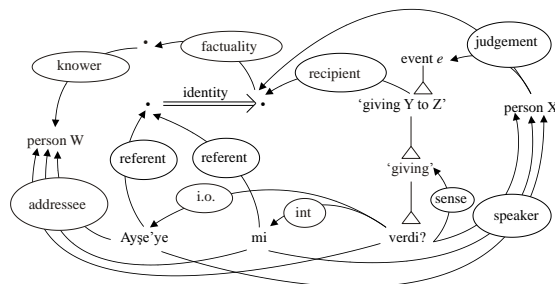 factuality
judgement
knower
event e
recipient
identity
'giving Y to Z'
person X
person W
referent
referent
'giving'
i.o.
addressee
int
sense
speaker
Ayşe'ye
mi
verdi?